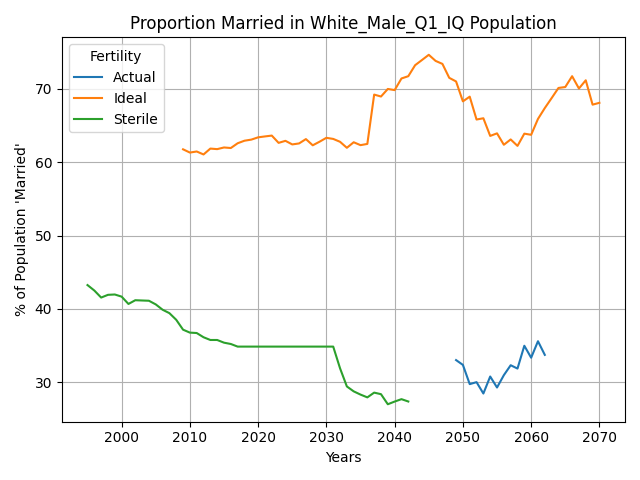 Proportion Married in White_Male_Q1_IQ Population
Fertility
Actual
Ideal
Sterile
% of Population 'Married'
70
60
50
40
30
2000 2010 2020 2030 2040 2050 2060 2070
Years